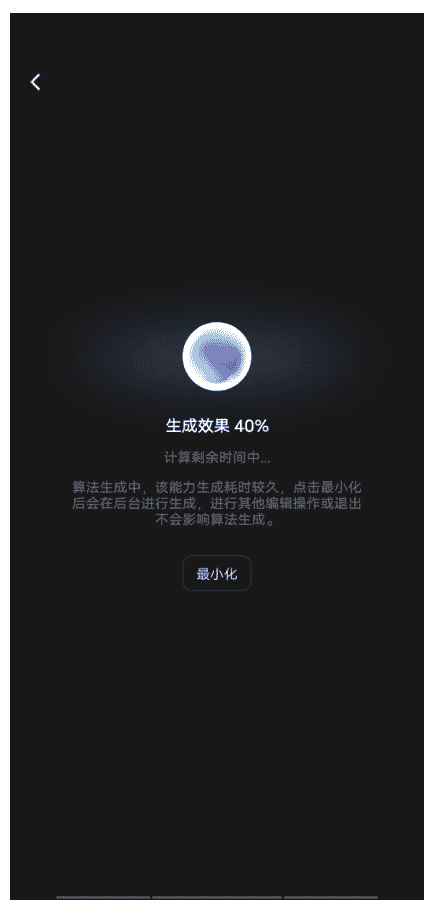 生成效果 40%
计算剩余时间中...
算法生成中，该能力生成耗时较久，点击最小化
后会在后台进行生成，进行其他编辑操作或退出
不会影响算法生成。
最小化